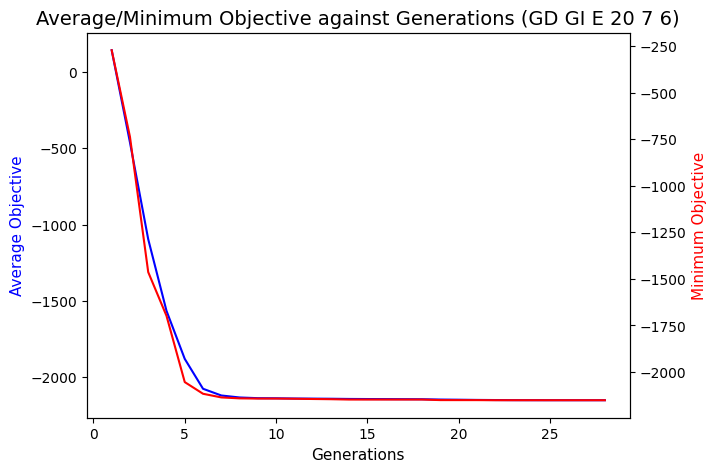 Average/Minimum Objective against Generations (GD GI E 20 7 6)
Average Objective
0
−500
−1000
−1500
−2000
−250
−500
−750
−1000
−1250
−1500
−1750
−2000
Minimum Objective
0 5 10 15 20 25
Generations